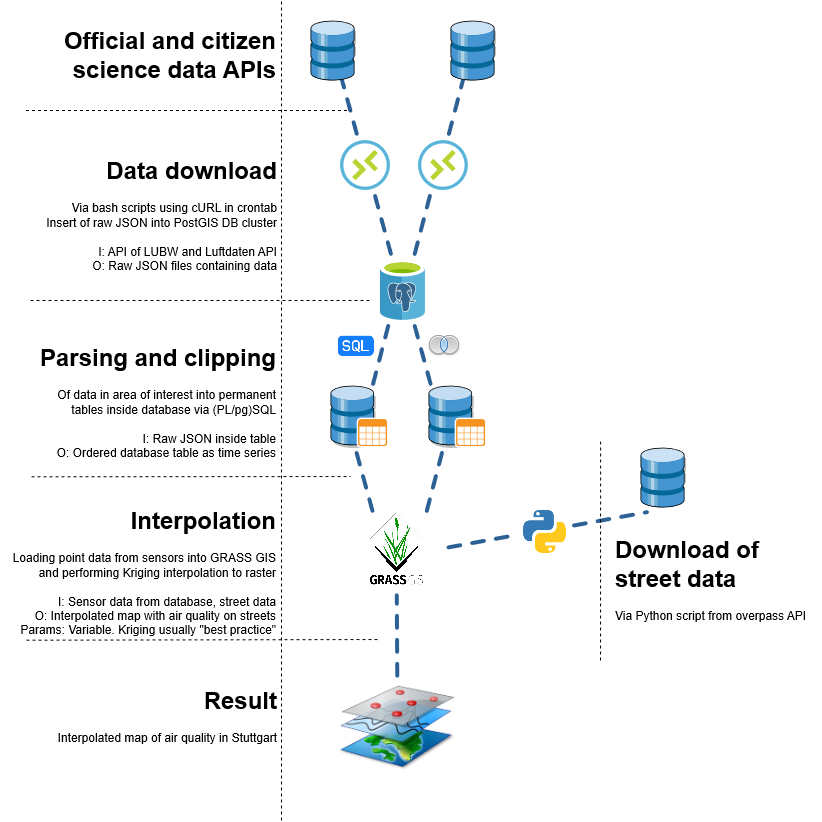 Official and citizen
science data APIs
Data download
Via bash scripts using cURL in crontab
Insert of raw JSON into PostGIS DB cluster
I: API of LUBW and Luftdaten API
O: Raw JSON files containing data
SQL
Parsing and clipping
Of data in area of interest into permanent
tables inside database via (PL/pg)SQL
I: Raw JSON inside table
O: Ordered database table as time series
Interpolation
Loading point data from sensors into GRASS GIS
and performing Kriging interpolation to raster
I: Sensor data from database, street data
O: Interpolated map with air quality on streets
Params: Variable. Kriging usually "best practice"
GRASS GIS
Download of
street data
Via Python script from overpass API
Result
Interpolated map of air quality in Stuttgart